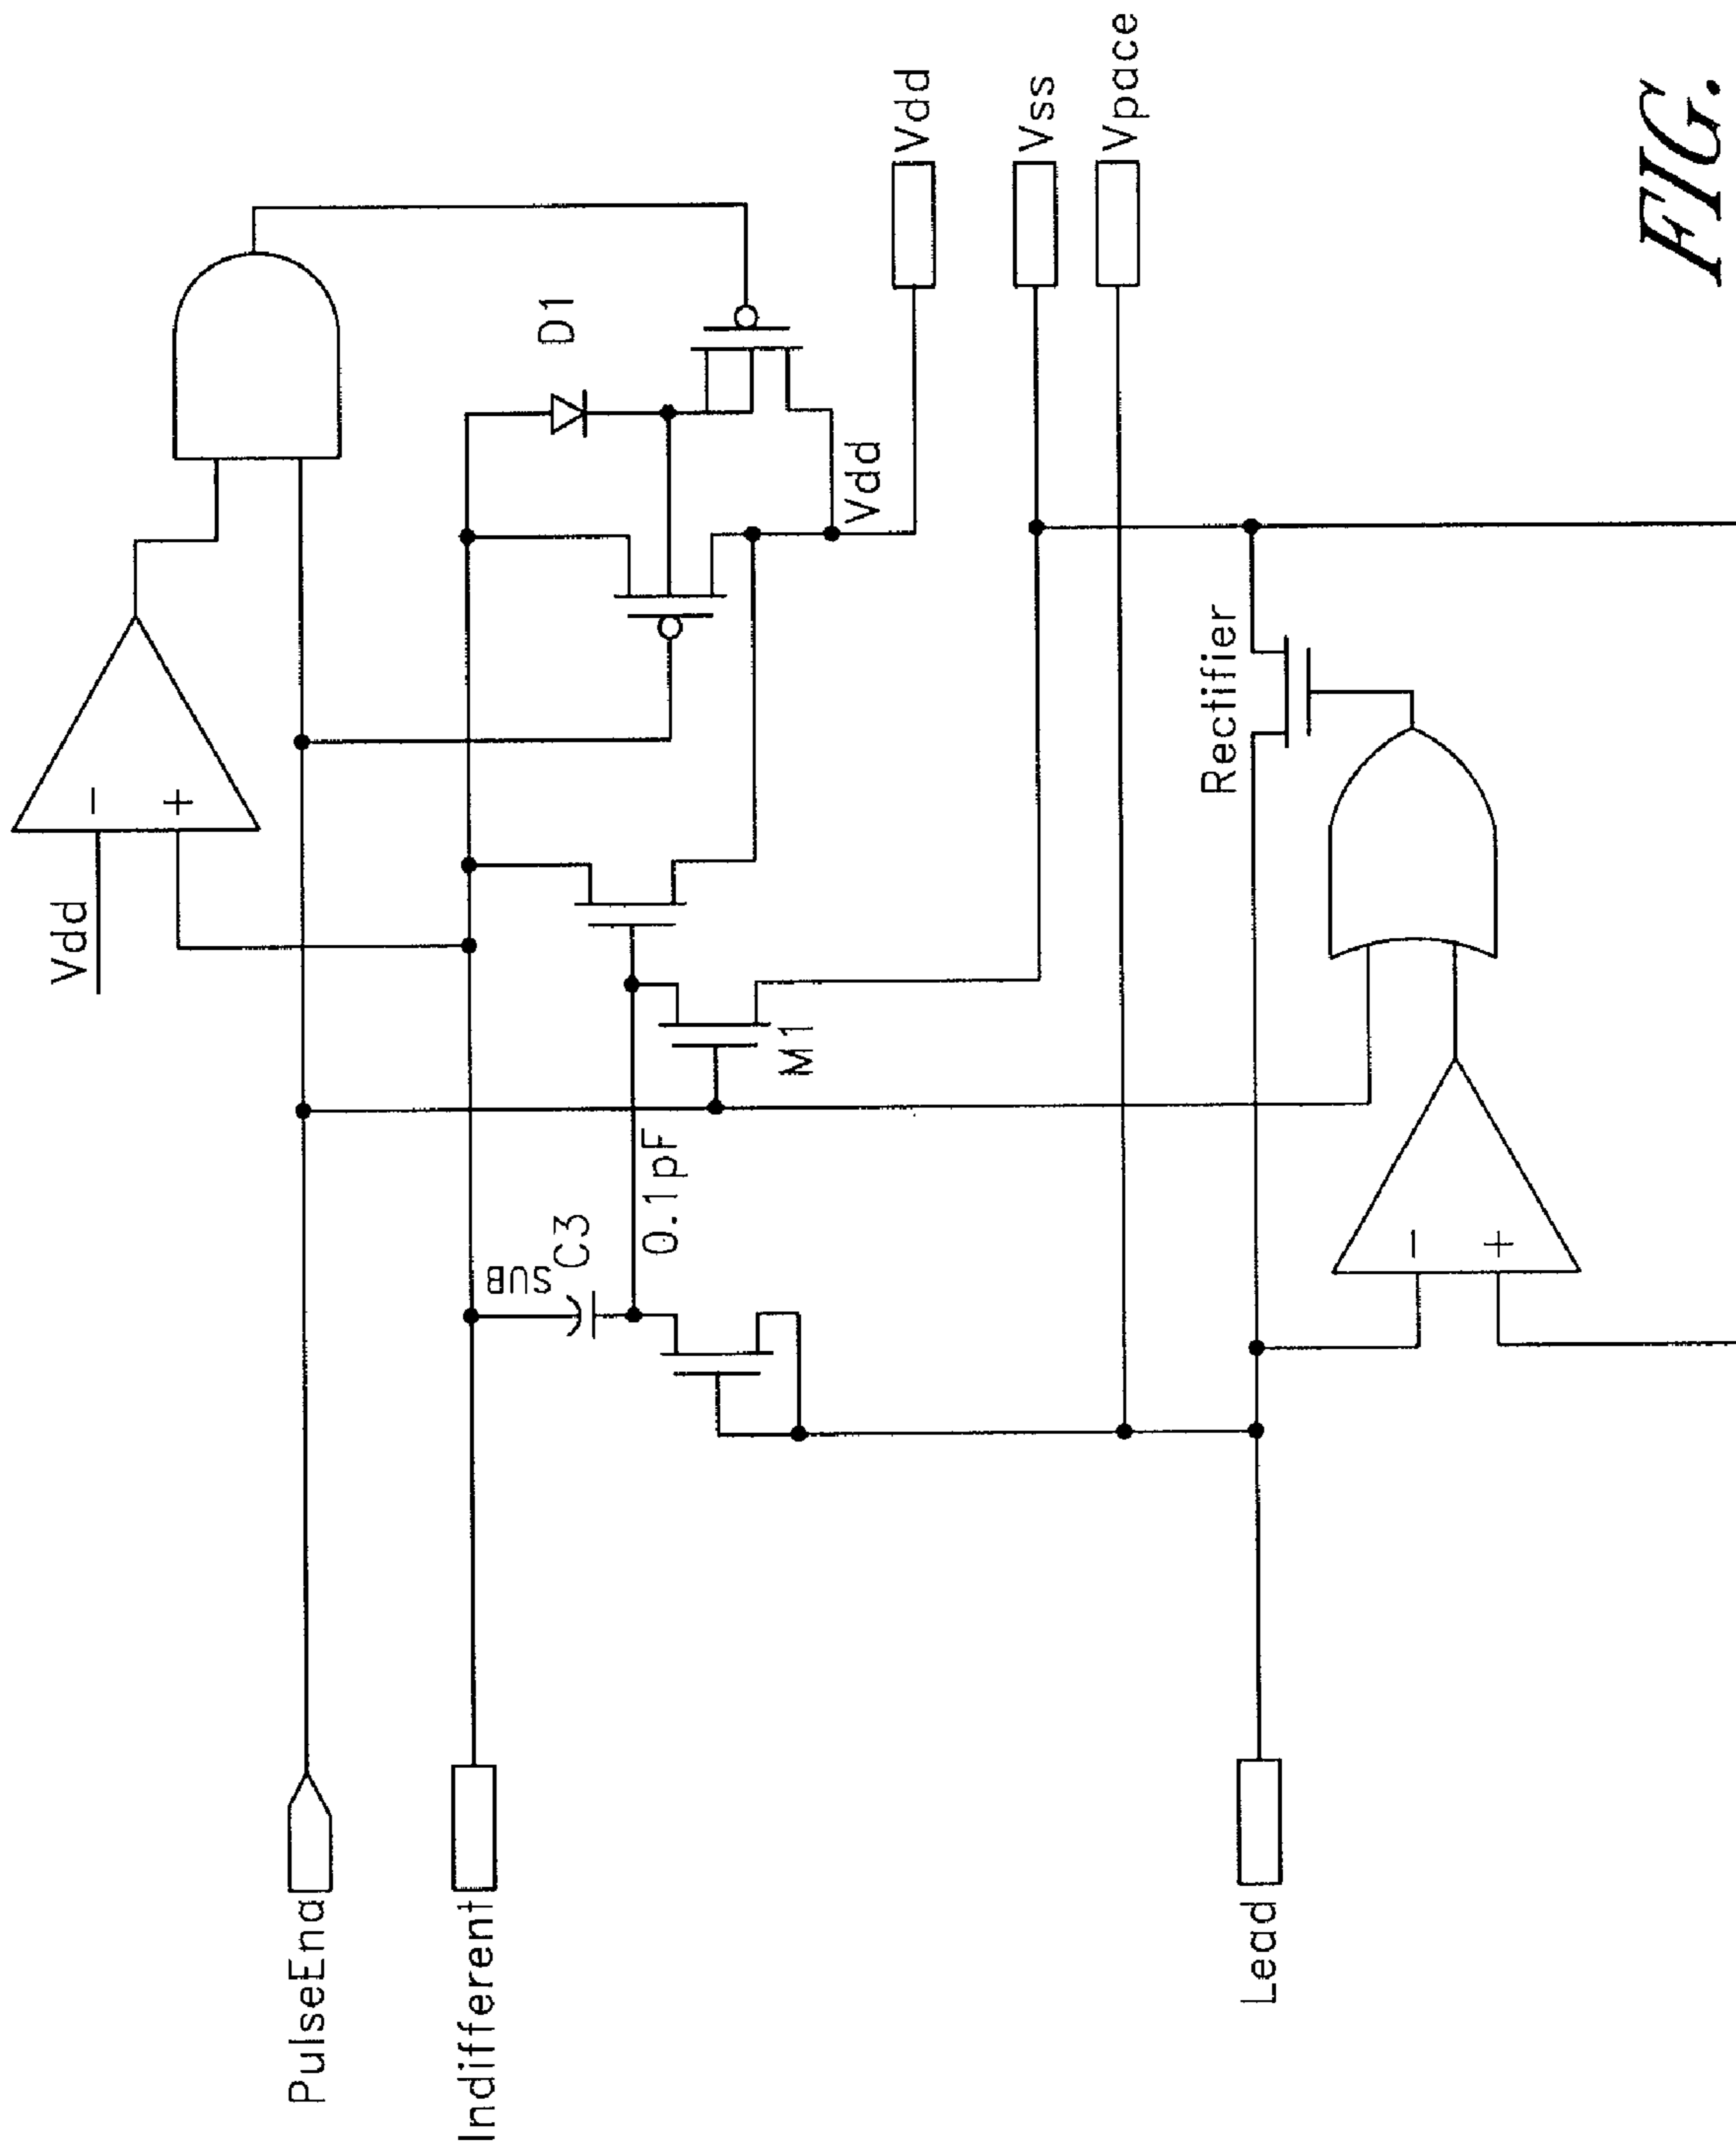 Vdd
-
+
PulseEna
Indifferent
SUB
C3
0.1pF
M1
D1
Vdd
Vdd
Vss
Vpace
Rectifier
Lead
-
+
FIG.